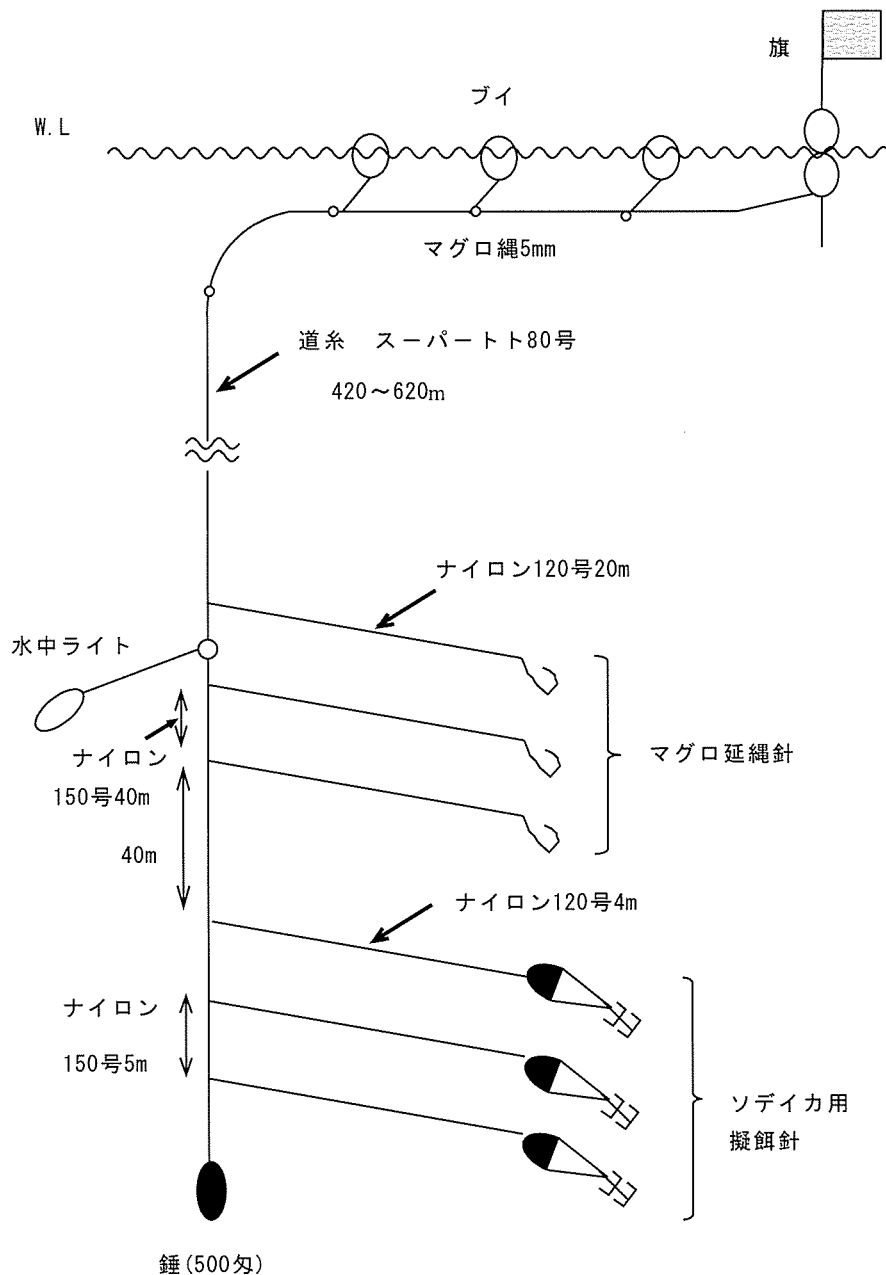 旗
ブイ
W.L
マグロ縄5mm
道糸　スーパートト80号
420～620m
ナイロン120号20m
水中ライト
ナイロン
150号40m
マグロ延縄針
40m
ナイロン120号4m
ナイロン
150号5m
ソデイカ用
擬餌針
錘(500匁)